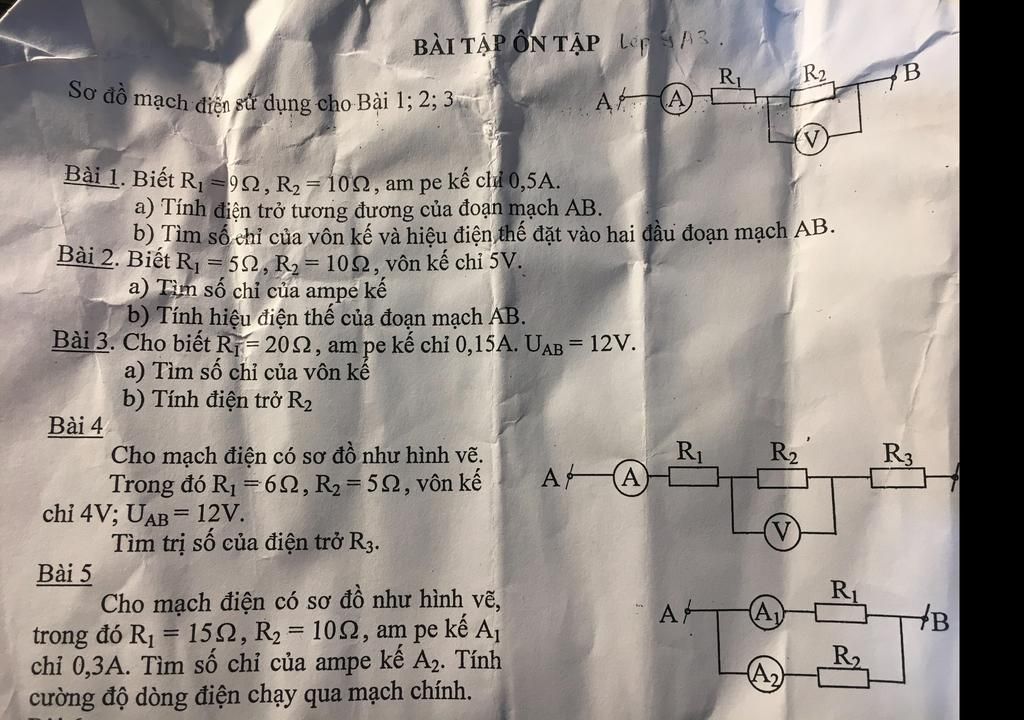 BÀI TẬP ÔN TẬP Lớp 9A3.
Sơ đồ mạch điện sử dụng cho Bài 1; 2; 3
A A R₁ R₂ V B
Bài 1. Biết R₁ = 9Ω, R₂ = 10Ω, am pe kế chỉ 0,5A.
a) Tính điện trở tương đương của đoạn mạch AB.
b) Tìm số chỉ của vôn kế và hiệu điện thế đặt vào hai đầu đoạn mạch AB.
Bài 2. Biết R₁ = 5Ω, R₂ = 10Ω, vôn kế chỉ 5V.
a) Tìm số chỉ của ampe kế
b) Tính hiệu điện thế của đoạn mạch AB.
Bài 3. Cho biết R₁ = 20Ω, am pe kế chỉ 0,15A. U_AB = 12V.
a) Tìm số chỉ của vôn kế
b) Tính điện trở R₂
Bài 4
Cho mạch điện có sơ đồ như hình vẽ.
Trong đó R₁ = 6Ω, R₂ = 5Ω, vôn kế
chỉ 4V; U_AB = 12V.
Tìm trị số của điện trở R₃.
A A R₁ R₂ V R₃
Bài 5
Cho mạch điện có sơ đồ như hình vẽ,
trong đó R₁ = 15Ω, R₂ = 10Ω, am pe kế A₁
chỉ 0,3A. Tìm số chỉ của ampe kế A₂. Tính
cường độ dòng điện chạy qua mạch chính.
A A₁ R₁ B
A₂ R₂